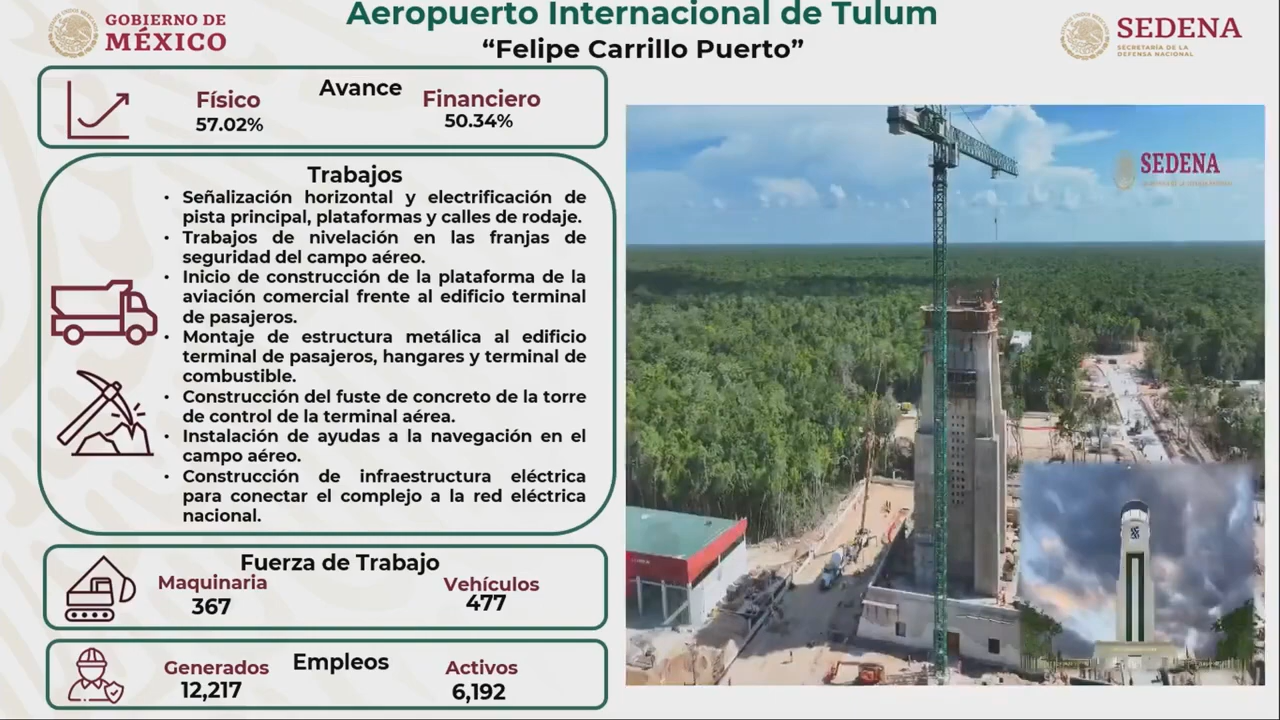 GOBIERNO DE
MÉXICO
Aeropuerto Internacional de Tulum
“Felipe Carrillo Puerto”
SEDENA
SECRETARÍA DE LA
DEFENSA NACIONAL
Avance
Físico
57.02%
Financiero
50.34%
Trabajos
• Señalización horizontal y electrificación de
pista principal, plataformas y calles de rodaje.
• Trabajos de nivelación en las franjas de
seguridad del campo aéreo.
• Inicio de construcción de la plataforma de la
aviación comercial frente al edificio terminal
de pasajeros.
• Montaje de estructura metálica al edificio
terminal de pasajeros, hangares y terminal de
combustible.
• Construcción del fuste de concreto de la torre
de control de la terminal aérea.
• Instalación de ayudas a la navegación en el
campo aéreo.
• Construcción de infraestructura eléctrica
para conectar el complejo a la red eléctrica
nacional.
Fuerza de Trabajo
Maquinaria
367
Vehículos
477
Empleos
Generados
12,217
Activos
6,192
SEDENA